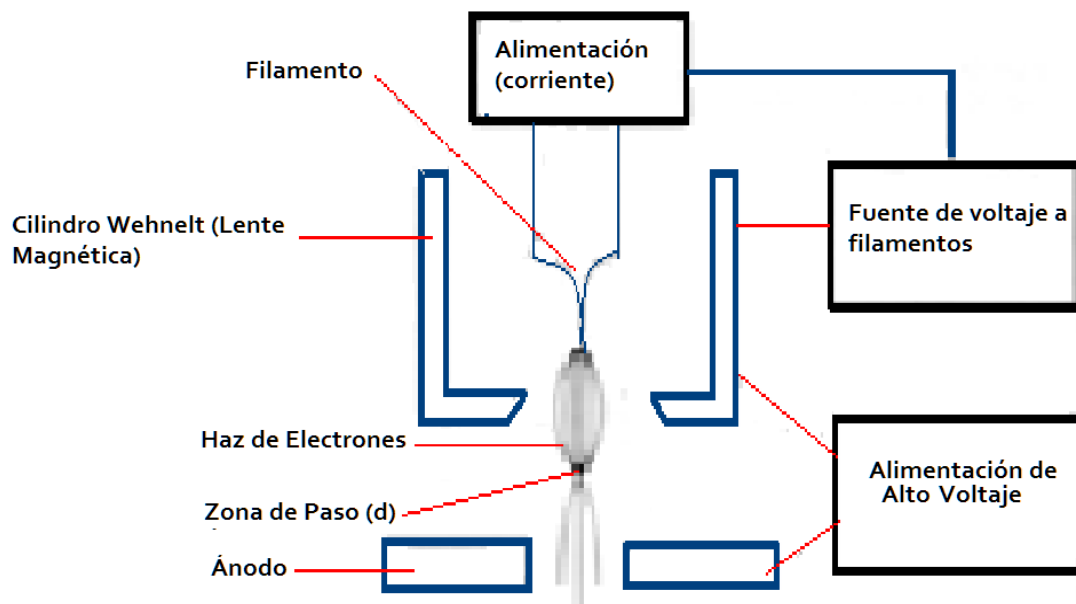 Alimentación
(corriente)
Filamento
Cilindro Wehnelt (Lente
Magnética)
Fuente de voltaje a
filamentos
Haz de Electrones
Alimentación de
Alto Voltaje
Zona de Paso (d)
Ánodo